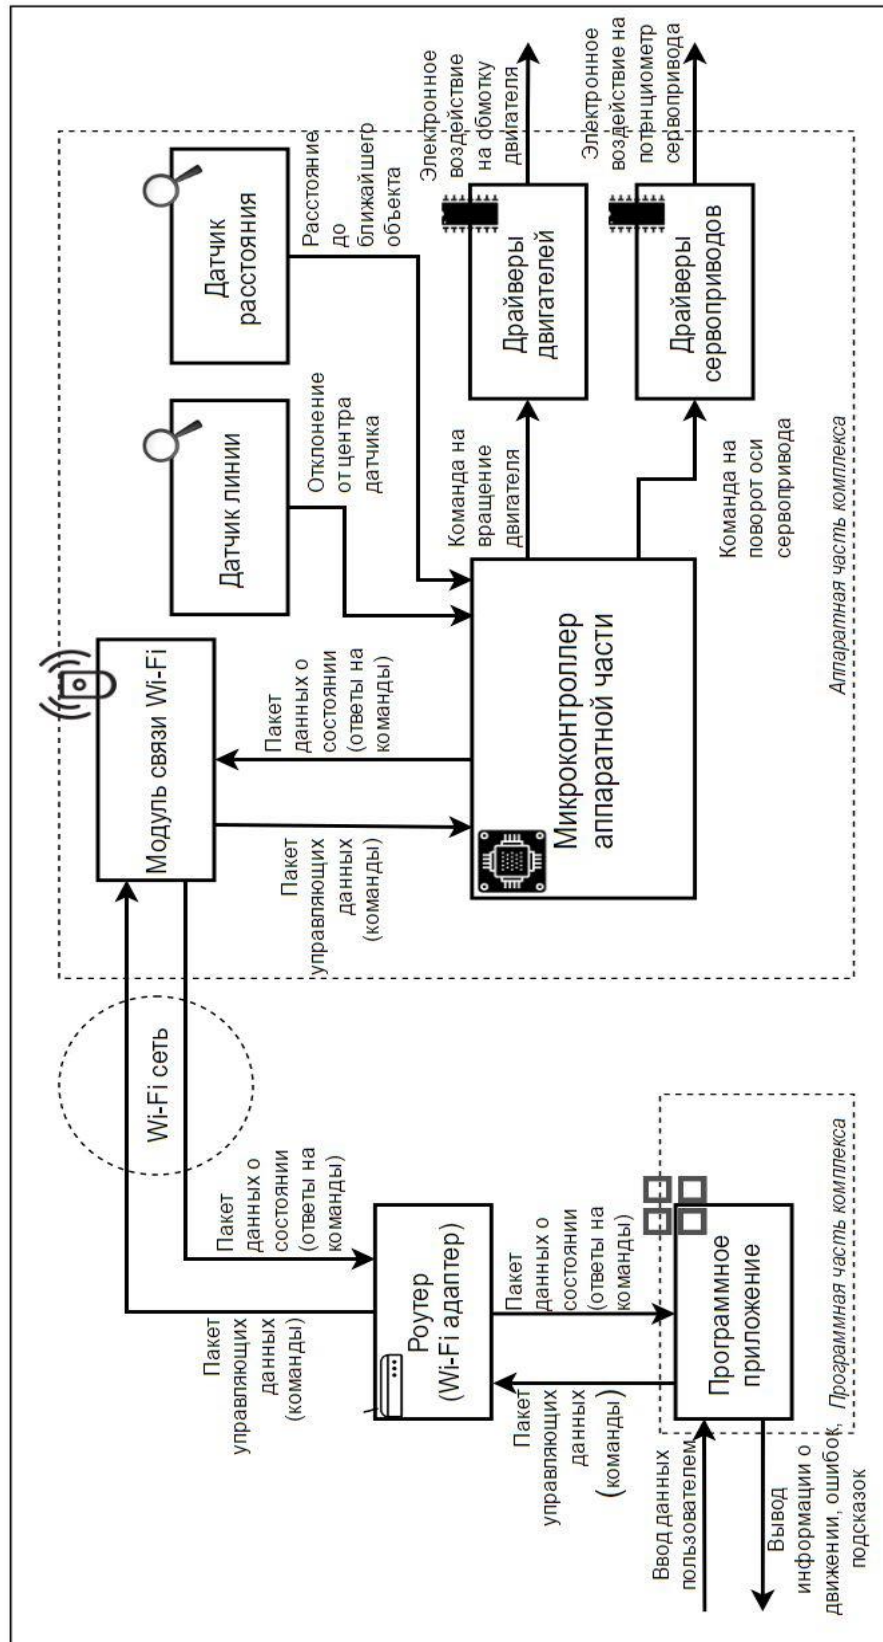 Ввод данных
пользователем
Вывод
информации о
движении, ошибок,
подсказок
Программное
приложение
Программная часть комплекса
Пакет
управляющих
данных
(команды)
Пакет
данных о
состоянии
(ответы на
команды)
Роутер
(Wi-Fi адаптер)
Пакет
управляющих
данных
(команды)
Пакет
данных о
состоянии
(ответы на
команды)
Wi-Fi сеть
Модуль связи Wi-Fi
Пакет
управляющих
данных
(команды)
Пакет
данных о
состоянии
(ответы на
команды)
Микроконтроллер
аппаратной части
Датчик линии
Отклонение
от центра
датчика
Датчик
расстояния
Расстояние
до
ближайшего
объекта
Команда на
вращение
двигателя
Драйверы
двигателей
Электронное
воздействие
на обмотку
двигателя
Команда на
поворот оси
сервопривода
Драйверы
сервоприводов
Электронное
воздействие на
потенциометр
сервопривода
Аппаратная часть комплекса